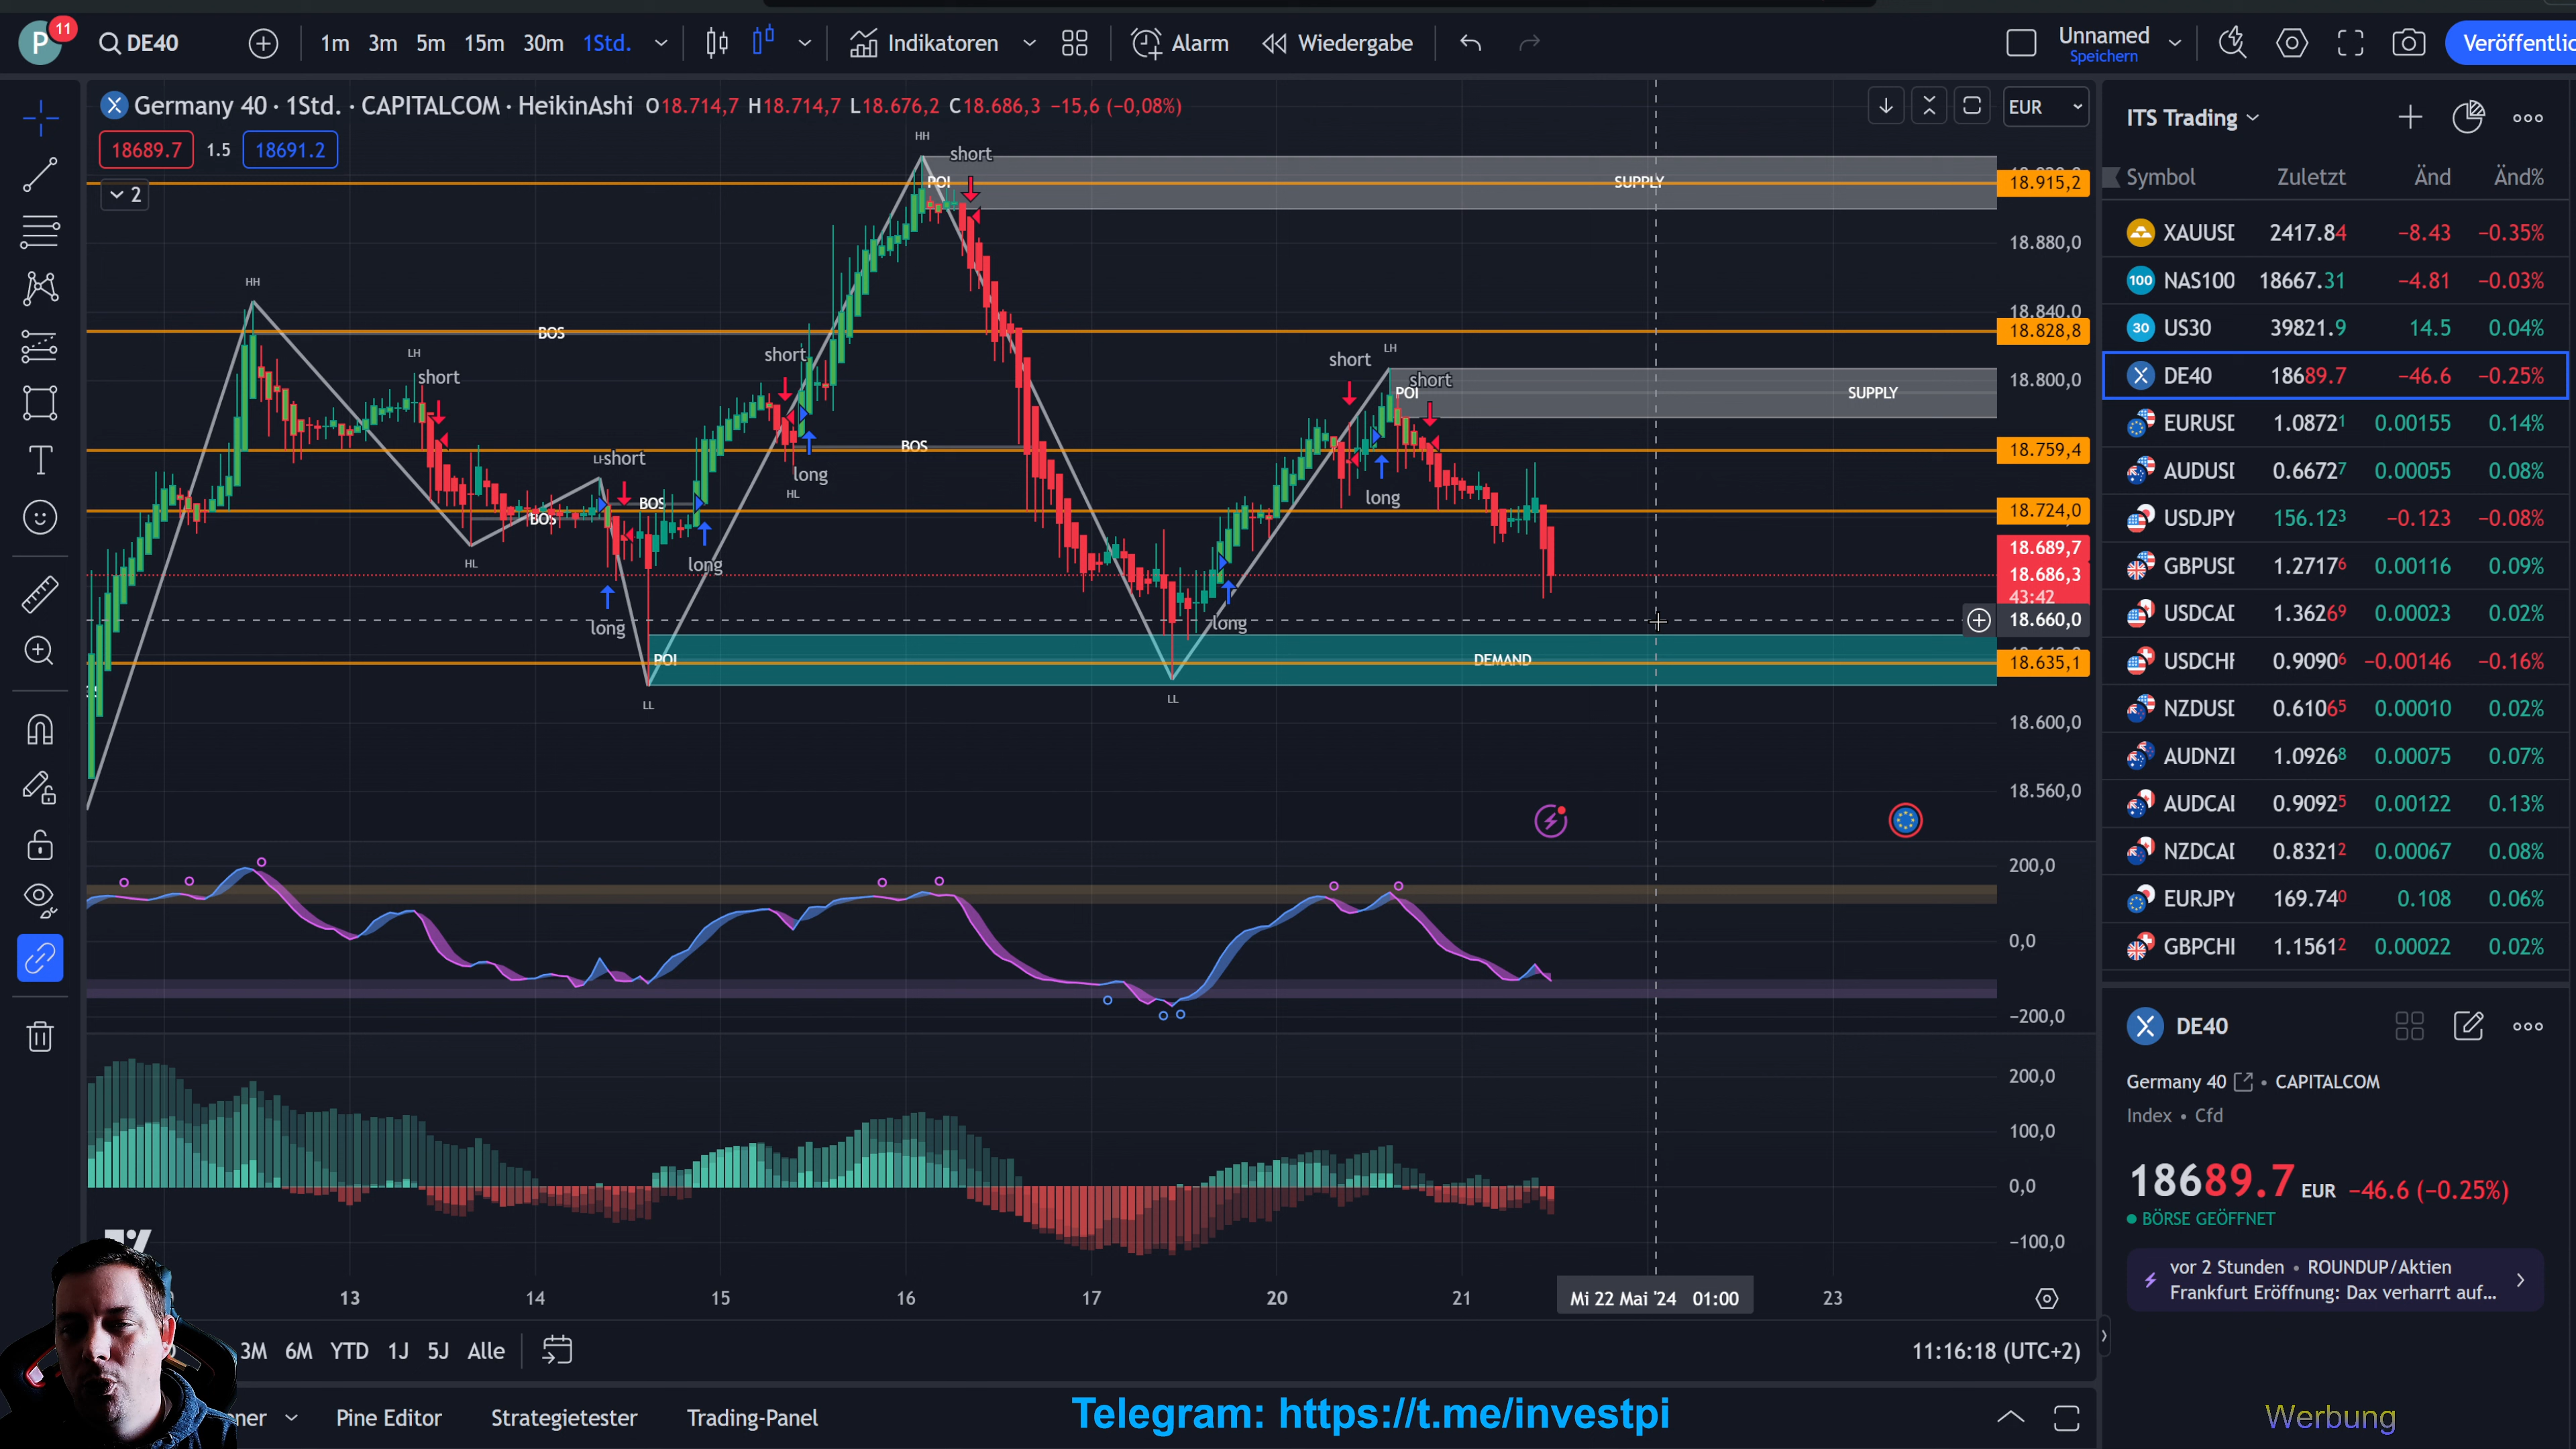 P 11 DE40 1m 3m 5m 15m 30m 1Std. Indikatoren Alarm Wiedergabe Unnamed Speichern
Germany 40 · 1Std. · CAPITALCOM · HeikinAshi O18.714,7 H18.714,7 L18.676,2 C18.686,3 −15,6 (−0,08%)
EUR
18689.7 1.5 18691.2
2
HH
short
POI
SUPPLY
18.915,2
18.880,0
HH
18.840,0
BOS
18.828,8
LH
short
short
short
LH
short
POI
SUPPLY
18.800,0
BOS
18.759,4
short
long
HL
long
BOS
BOS
18.724,0
HL
long
18.689,7
18.686,3
43:42
long
long
18.660,0
POI
DEMAND
18.635,1
LL
LL
18.600,0
18.560,0
200,0
0,0
−200,0
200,0
100,0
0,0
−100,0
13 14 15 16 17 20 21 Mi 22 Mai '24 01:00 23
3M 6M YTD 1J 5J Alle
11:16:18 (UTC+2)
Pine Editor Strategietester Trading-Panel
Telegram: https://t.me/investpi
ITS Trading
Symbol Zuletzt Änd Änd%
XAUUSD 2417.84 −8.43 −0.35%
NAS100 18667.31 −4.81 −0.03%
US30 39821.9 14.5 0.04%
DE40 18689.7 −46.6 −0.25%
EURUSD 1.08721 0.00155 0.14%
AUDUSD 0.66727 0.00055 0.08%
USDJPY 156.123 −0.123 −0.08%
GBPUSD 1.27176 0.00116 0.09%
USDCAD 1.36269 0.00023 0.02%
USDCHF 0.90906 −0.00146 −0.16%
NZDUSD 0.61065 0.00010 0.02%
AUDNZD 1.09268 0.00075 0.07%
AUDCAD 0.90925 0.00122 0.13%
NZDCAD 0.83212 0.00067 0.08%
EURJPY 169.740 0.108 0.06%
GBPCHF 1.15612 0.00022 0.02%
DE40
Germany 40 • CAPITALCOM
Index • Cfd
18689.7 EUR −46.6 (−0.25%)
BÖRSE GEÖFFNET
vor 2 Stunden • ROUNDUP/Aktien
Frankfurt Eröffnung: Dax verharrt auf...
Werbung